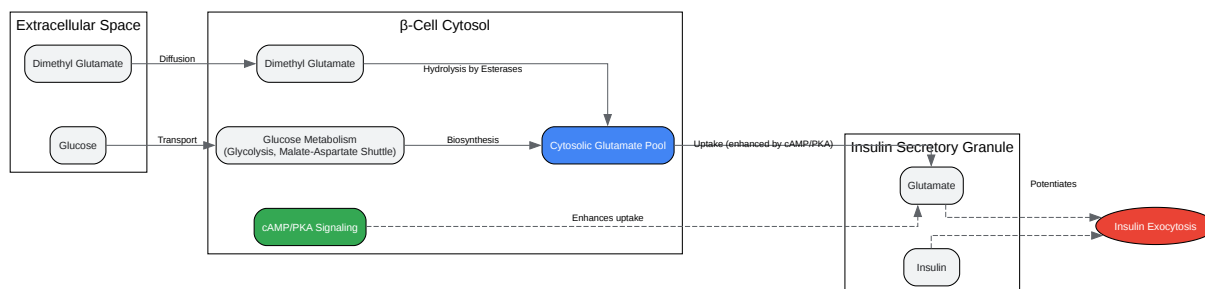 Extracellular Space
β-Cell Cytosol
Dimethyl Glutamate
Diffusion
Dimethyl Glutamate
Hydrolysis by Esterases
Glucose
Transport
Glucose Metabolism
(Glycolysis, Malate-Aspartate Shuttle)
Biosynthesis
Cytosolic Glutamate Pool
Uptake (enhanced by cAMP/PKA)
Insulin Secretory Granule
Glutamate
Potentiates
cAMP/PKA Signaling
Enhances uptake
Insulin Exocytosis
Insulin